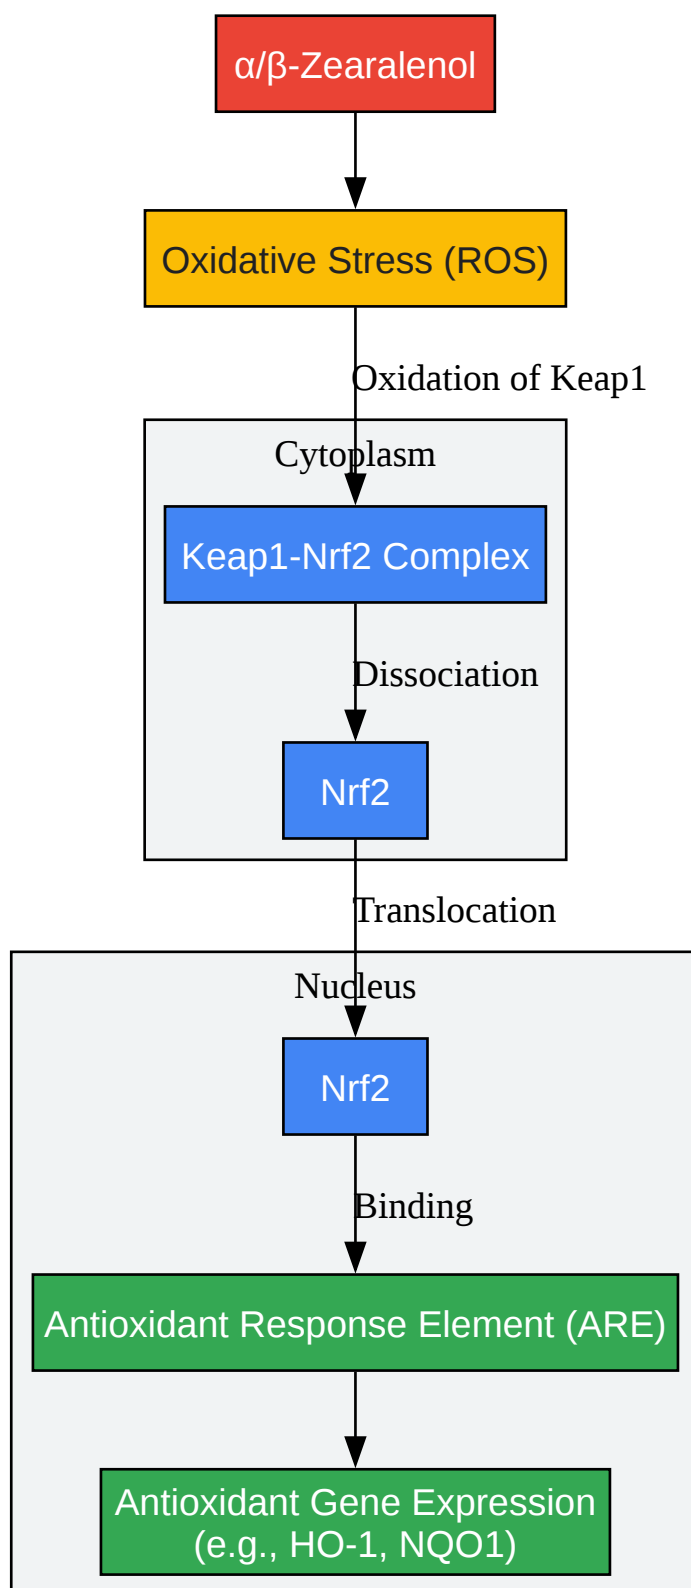 α/β-Zearalenol
Oxidative Stress (ROS)
Oxidation of Keap1
Cytoplasm
Keap1-Nrf2 Complex
Dissociation
Nrf2
Translocation
Nucleus
Nrf2
Binding
Antioxidant Response Element (ARE)
Antioxidant Gene Expression
(e.g., HO-1, NQO1)